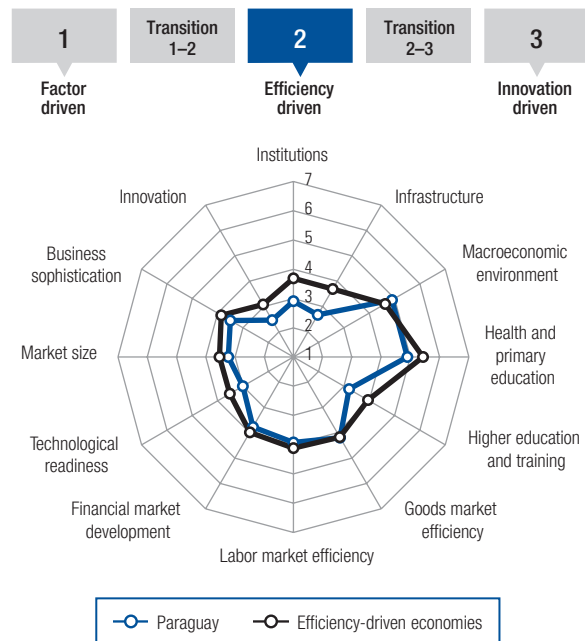 1
Transition
1–2
2
Transition
2–3
3
Factor
driven
Efficiency
driven
Innovation
driven
Institutions
Infrastructure
Macroeconomic
environment
Health and
primary
education
Higher education
and training
Goods market
efficiency
Labor market efficiency
Financial market
development
Technological
readiness
Market size
Business
sophistication
Innovation
7
6
5
4
3
2
1
Paraguay
Efficiency-driven economies